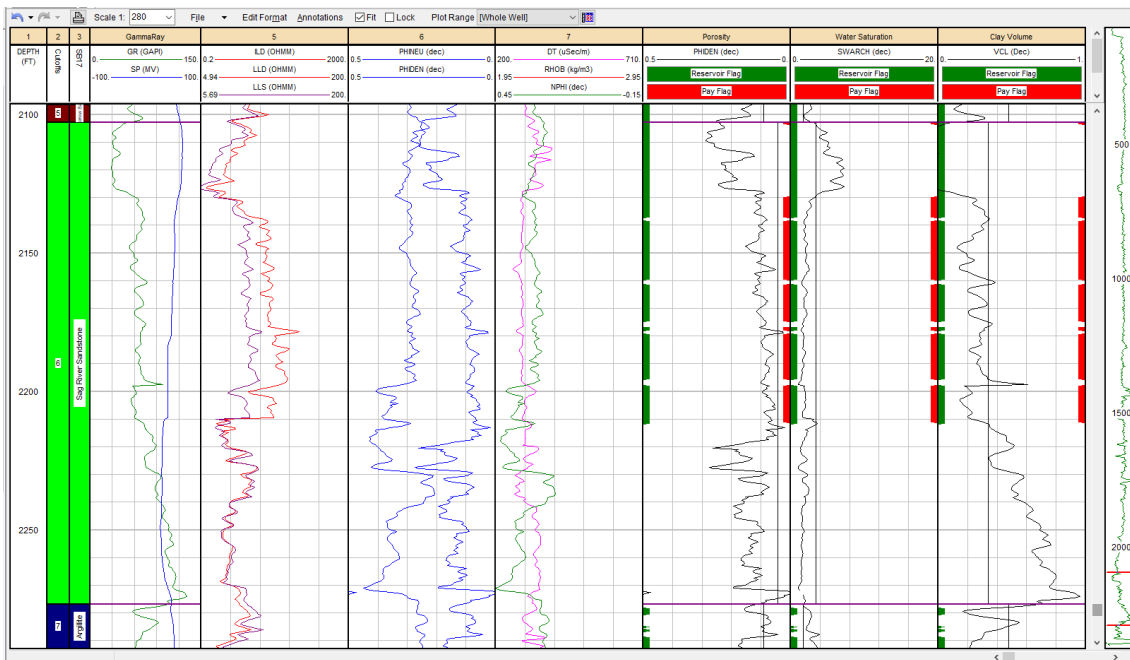 Scale 1: 280 File Edit Format Annotations Fit Lock Plot Range [Whole Well]
1 2 3 GammaRay 5 6 7 Porosity Water Saturation Clay Volume
DEPTH (FT) Cutoffs SB17
GR (GAPI)
0. 150.
SP (MV)
-100. 100.
ILD (OHMM)
0.2 2000.
LLD (OHMM)
4.94 200.
LLS (OHMM)
5.69 200.
PHINEU (dec)
0.5 0.
PHIDEN (dec)
0.5 0.
DT (uSec/m)
200. 710.
RHOB (kg/m3)
1.95 2.95
NPHI (dec)
0.45 -0.15
PHIDEN (dec)
0.5 0.
Reservoir Flag
Pay Flag
SWARCH (dec)
0. 20.
Reservoir Flag
Pay Flag
VCL (Dec)
0. 1.
Reservoir Flag
Pay Flag
2100
2150
2200
2250
6
Sag River Sandstone
7
Argillite
500
1000
1500
2000